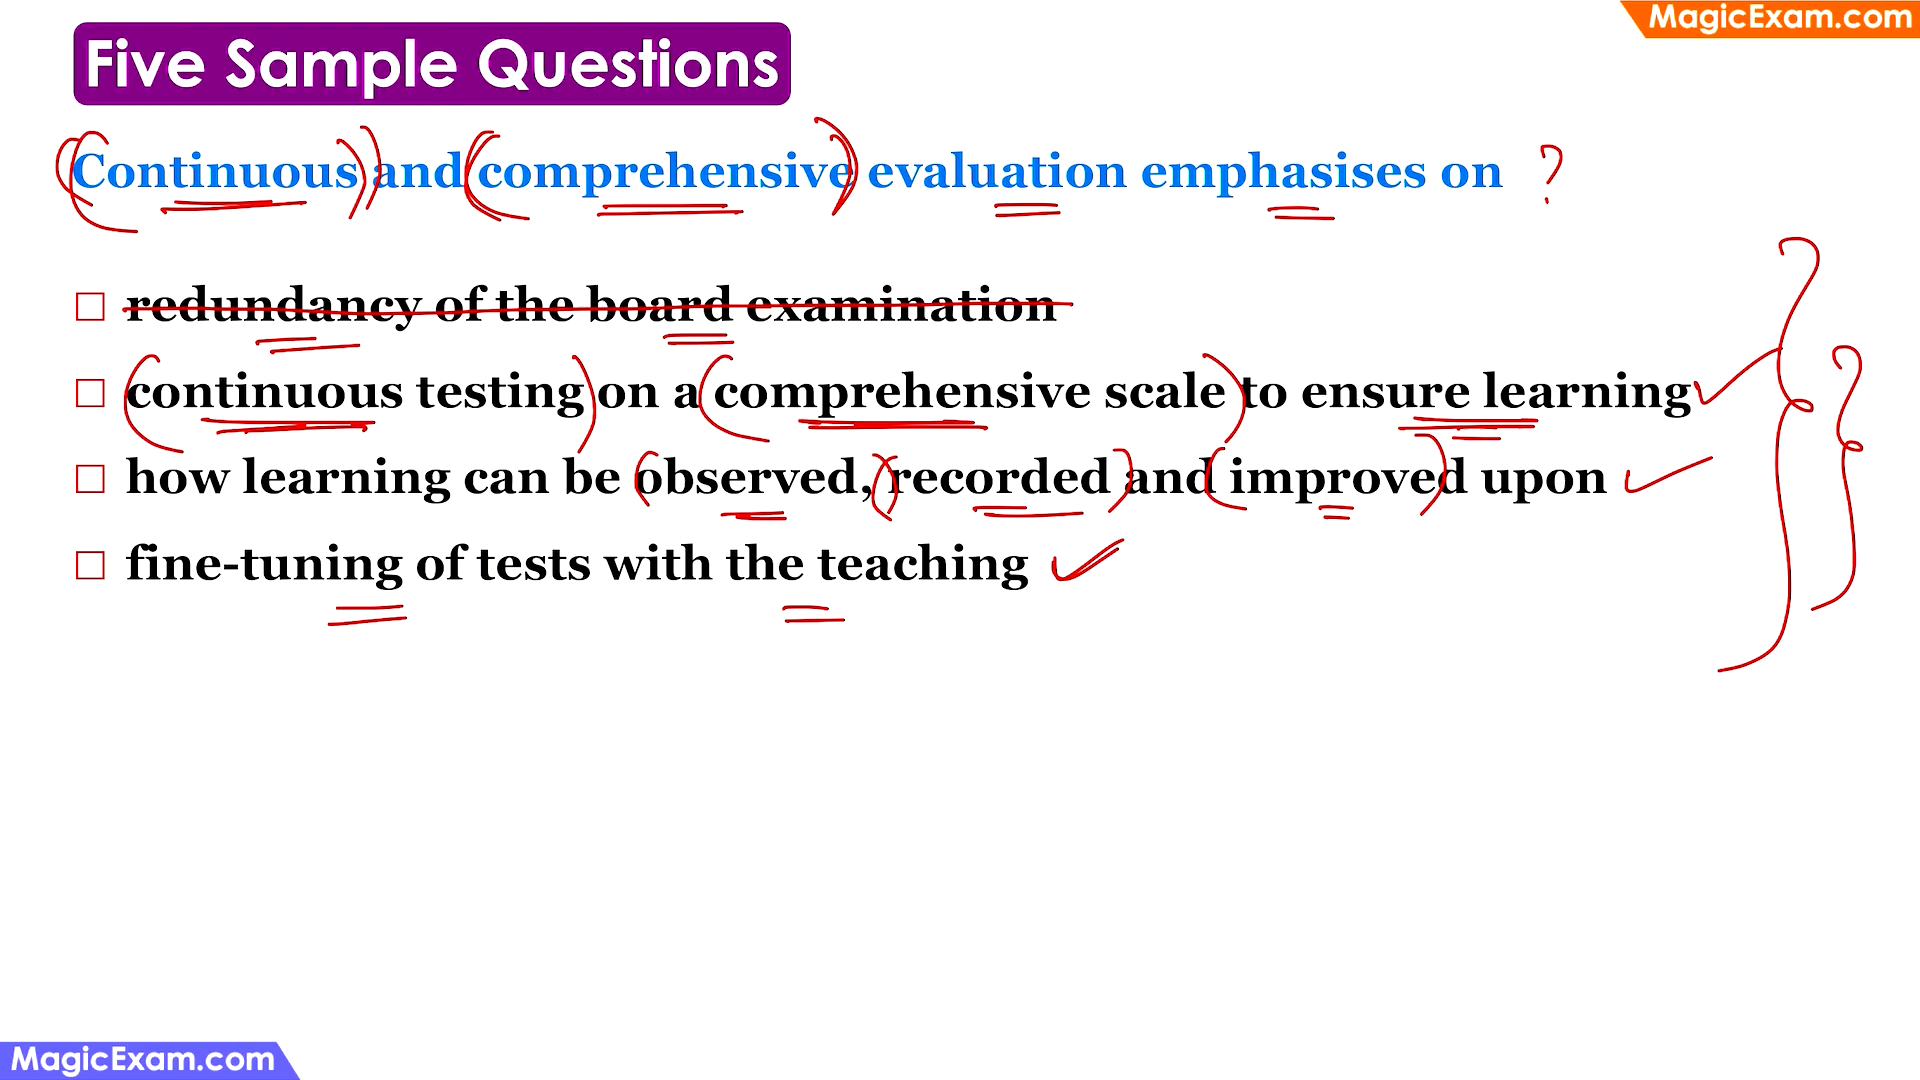 MagicExam.com
Five Sample Questions
Continuous and comprehensive evaluation emphasises on ?
redundancy of the board examination
continuous testing on a comprehensive scale to ensure learning
how learning can be observed, recorded and improved upon
fine-tuning of tests with the teaching
MagicExam.com